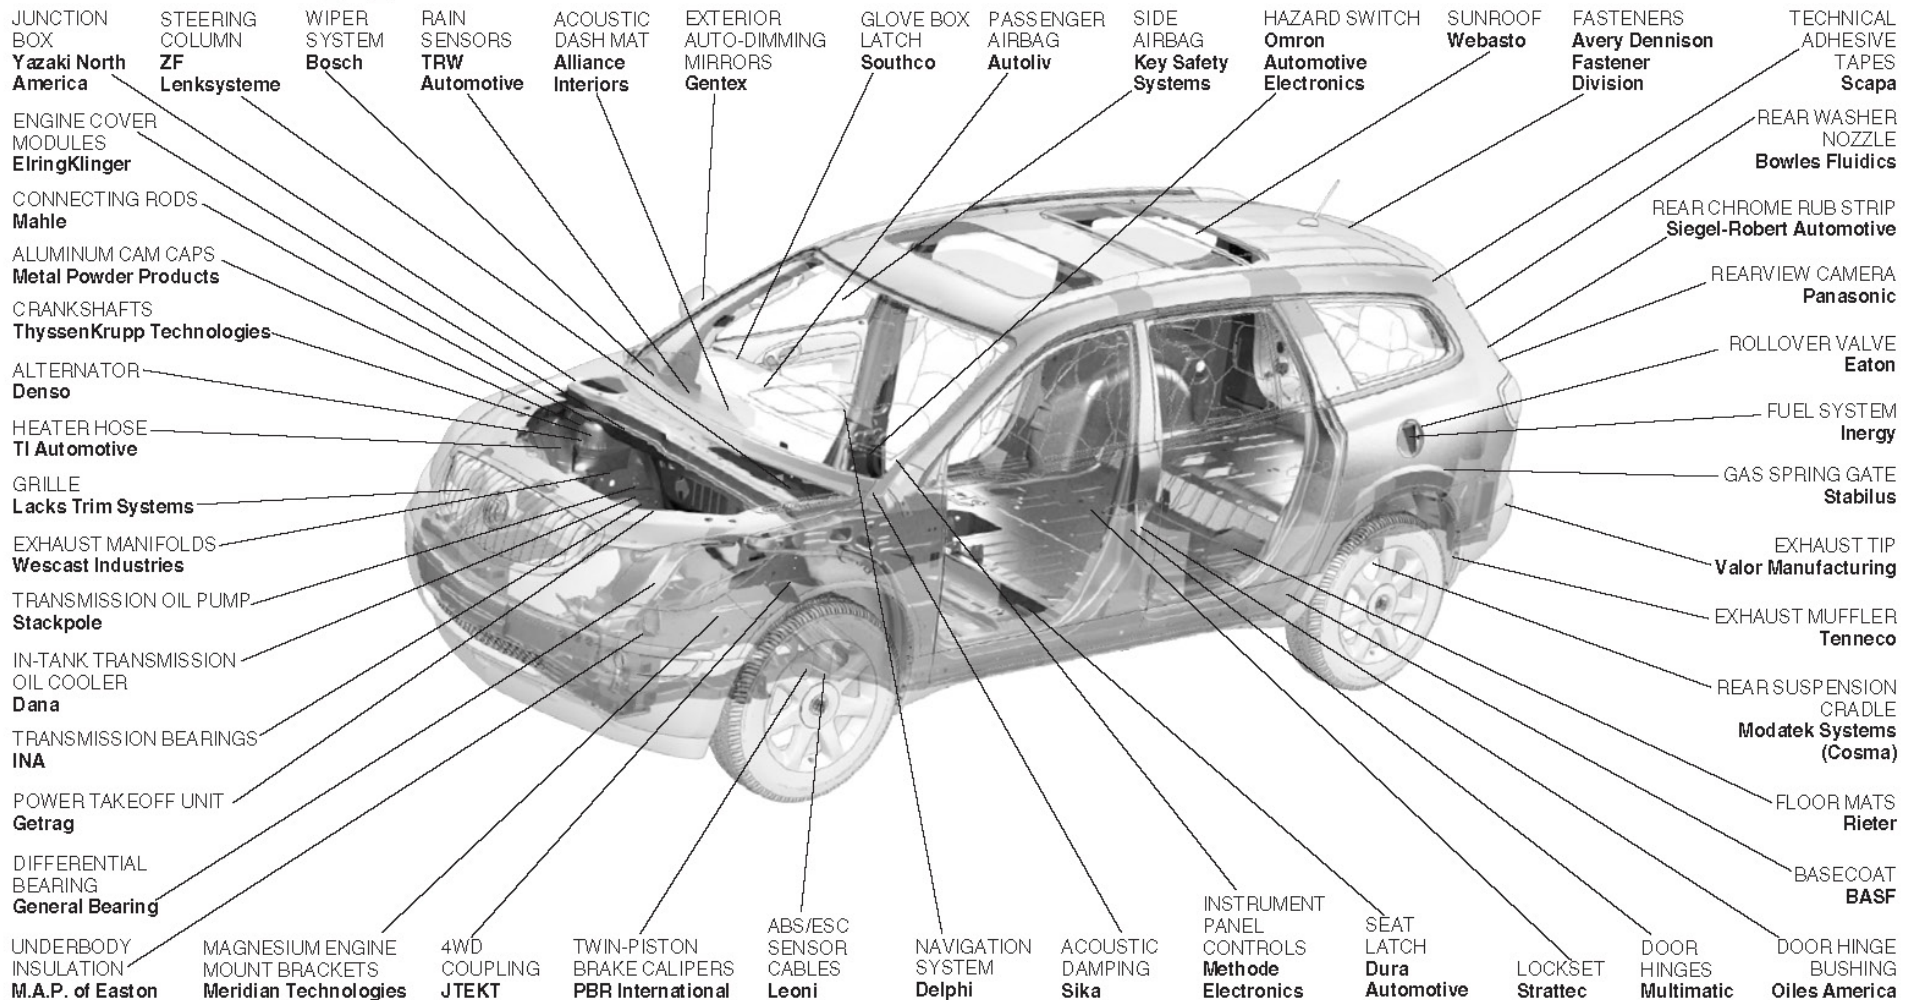 JUNCTION
BOX
Yazaki North
America
STEERING
COLUMN
ZF
Lenksysteme
WIPER
SYSTEM
Bosch
RAIN
SENSORS
TRW
Automotive
ACOUSTIC
DASH MAT
Alliance
Interiors
EXTERIOR
AUTO-DIMMING
MIRRORS
Gentex
GLOVE BOX
LATCH
Southco
PASSENGER
AIRBAG
Autoliv
SIDE
AIRBAG
Key Safety
Systems
HAZARD SWITCH
Omron
Automotive
Electronics
SUNROOF
Webasto
FASTENERS
Avery Dennison
Fastener
Division
TECHNICAL
ADHESIVE
TAPES
Scapa
ENGINE COVER
MODULES
ElringKlinger
CONNECTING RODS
Mahle
ALUMINUM CAM CAPS
Metal Powder Products
CRANKSHAFTS
ThyssenKrupp Technologies
ALTERNATOR
Denso
HEATER HOSE
TI Automotive
GRILLE
Lacks Trim Systems
EXHAUST MANIFOLDS
Wescast Industries
TRANSMISSION OIL PUMP
Stackpole
IN-TANK TRANSMISSION
OIL COOLER
Dana
TRANSMISSION BEARINGS
INA
POWER TAKEOFF UNIT
Getrag
DIFFERENTIAL
BEARING
General Bearing
UNDERBODY
INSULATION
M.A.P. of Easton
REAR WASHER
NOZZLE
Bowles Fluidics
REAR CHROME RUB STRIP
Siegel-Robert Automotive
REARVIEW CAMERA
Panasonic
ROLLOVER VALVE
Eaton
FUEL SYSTEM
Inergy
GAS SPRING GATE
Stabilus
EXHAUST TIP
Valor Manufacturing
EXHAUST MUFFLER
Tenneco
REAR SUSPENSION
CRADLE
Modatek Systems
(Cosma)
FLOOR MATS
Rieter
BASECOAT
BASF
MAGNESIUM ENGINE
MOUNT BRACKETS
Meridian Technologies
4WD
COUPLING
JTEKT
TWIN-PISTON
BRAKE CALIPERS
PBR International
ABS/ESC
SENSOR
CABLES
Leoni
NAVIGATION
SYSTEM
Delphi
ACOUSTIC
DAMPING
Sika
INSTRUMENT
PANEL
CONTROLS
Methode
Electronics
SEAT
LATCH
Dura
Automotive
LOCKSET
Strattec
DOOR
HINGES
Multimatic
DOOR HINGE
BUSHING
Oiles America